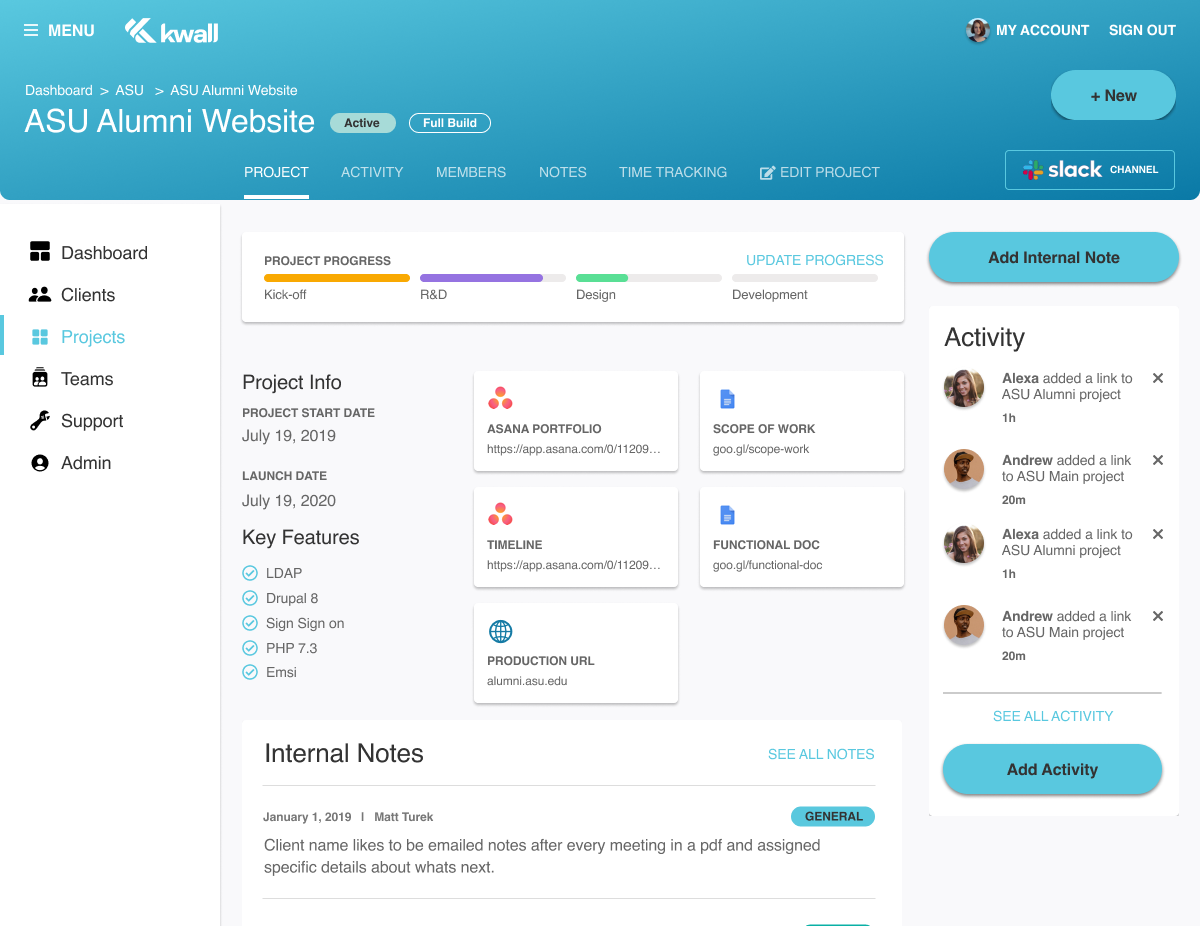 MENU
kwall
MY ACCOUNT
SIGN OUT
Dashboard > ASU > ASU Alumni Website
+ New
ASU Alumni Website
Active
Full Build
PROJECT
ACTIVITY
MEMBERS
NOTES
TIME TRACKING
EDIT PROJECT
slack CHANNEL
Dashboard
Clients
Projects
Teams
Support
Admin
PROJECT PROGRESS
UPDATE PROGRESS
Kick-off
R&D
Design
Development
Project Info
PROJECT START DATE
July 19, 2019
LAUNCH DATE
July 19, 2020
Key Features
LDAP
Drupal 8
Sign Sign on
PHP 7.3
Emsi
ASANA PORTFOLIO
https://app.asana.com/0/11209...
SCOPE OF WORK
goo.gl/scope-work
TIMELINE
https://app.asana.com/0/11209...
FUNCTIONAL DOC
goo.gl/functional-doc
PRODUCTION URL
alumni.asu.edu
Internal Notes
SEE ALL NOTES
January 1, 2019 I Matt Turek
GENERAL
Client name likes to be emailed notes after every meeting in a pdf and assigned
specific details about whats next.
Add Internal Note
Activity
Alexa added a link to
ASU Alumni project
1h
Andrew added a link
to ASU Main project
20m
Alexa added a link to
ASU Alumni project
1h
Andrew added a link
to ASU Main project
20m
SEE ALL ACTIVITY
Add Activity